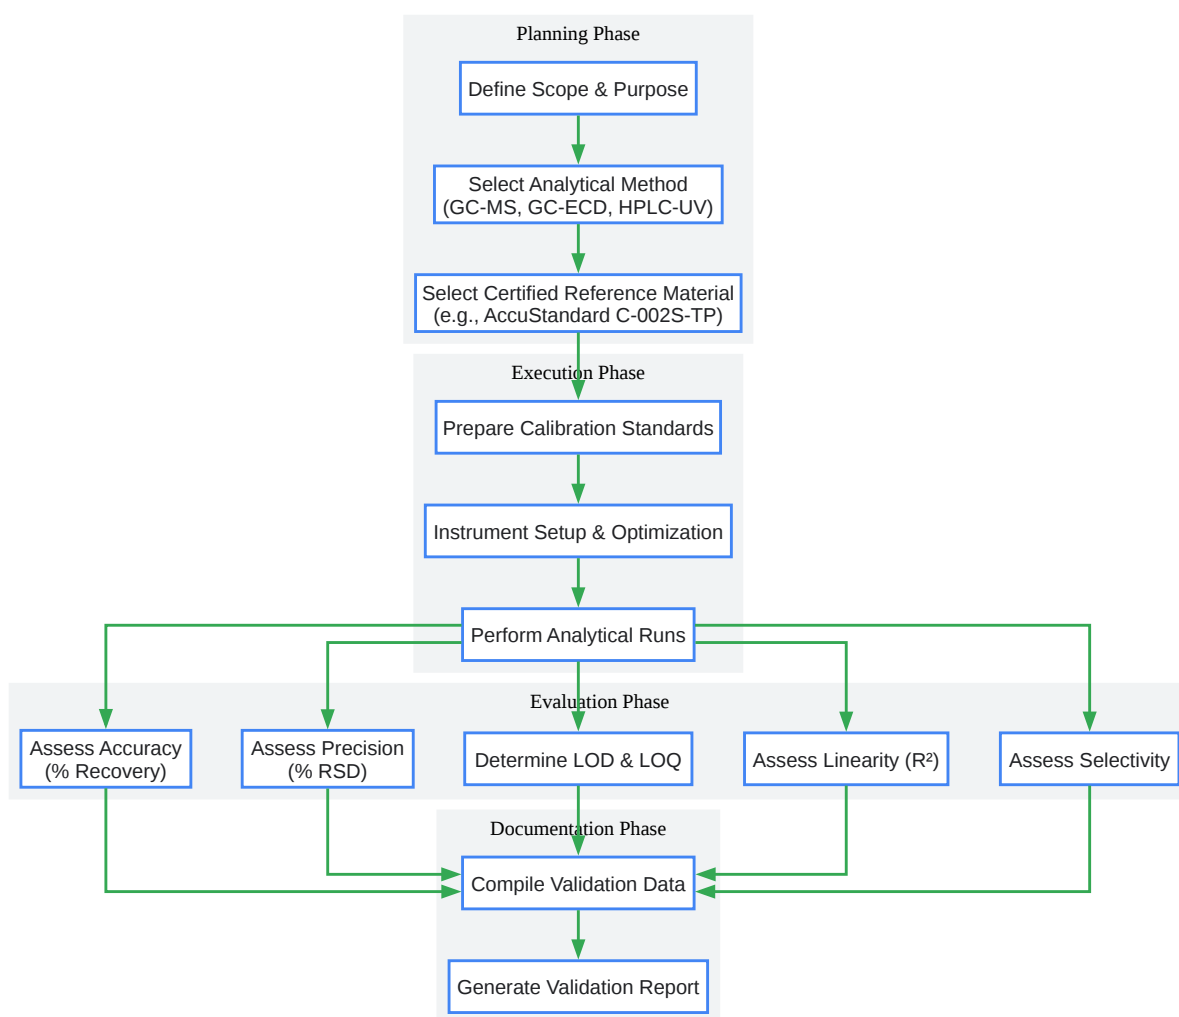 Planning Phase
Define Scope & Purpose
Select Analytical Method
(GC-MS, GC-ECD, HPLC-UV)
Select Certified Reference Material
(e.g., AccuStandard C-002S-TP)
Execution Phase
Prepare Calibration Standards
Instrument Setup & Optimization
Perform Analytical Runs
Evaluation Phase
Assess Accuracy
(% Recovery)
Assess Precision
(% RSD)
Determine LOD & LOQ
Assess Linearity (R²)
Assess Selectivity
Documentation Phase
Compile Validation Data
Generate Validation Report